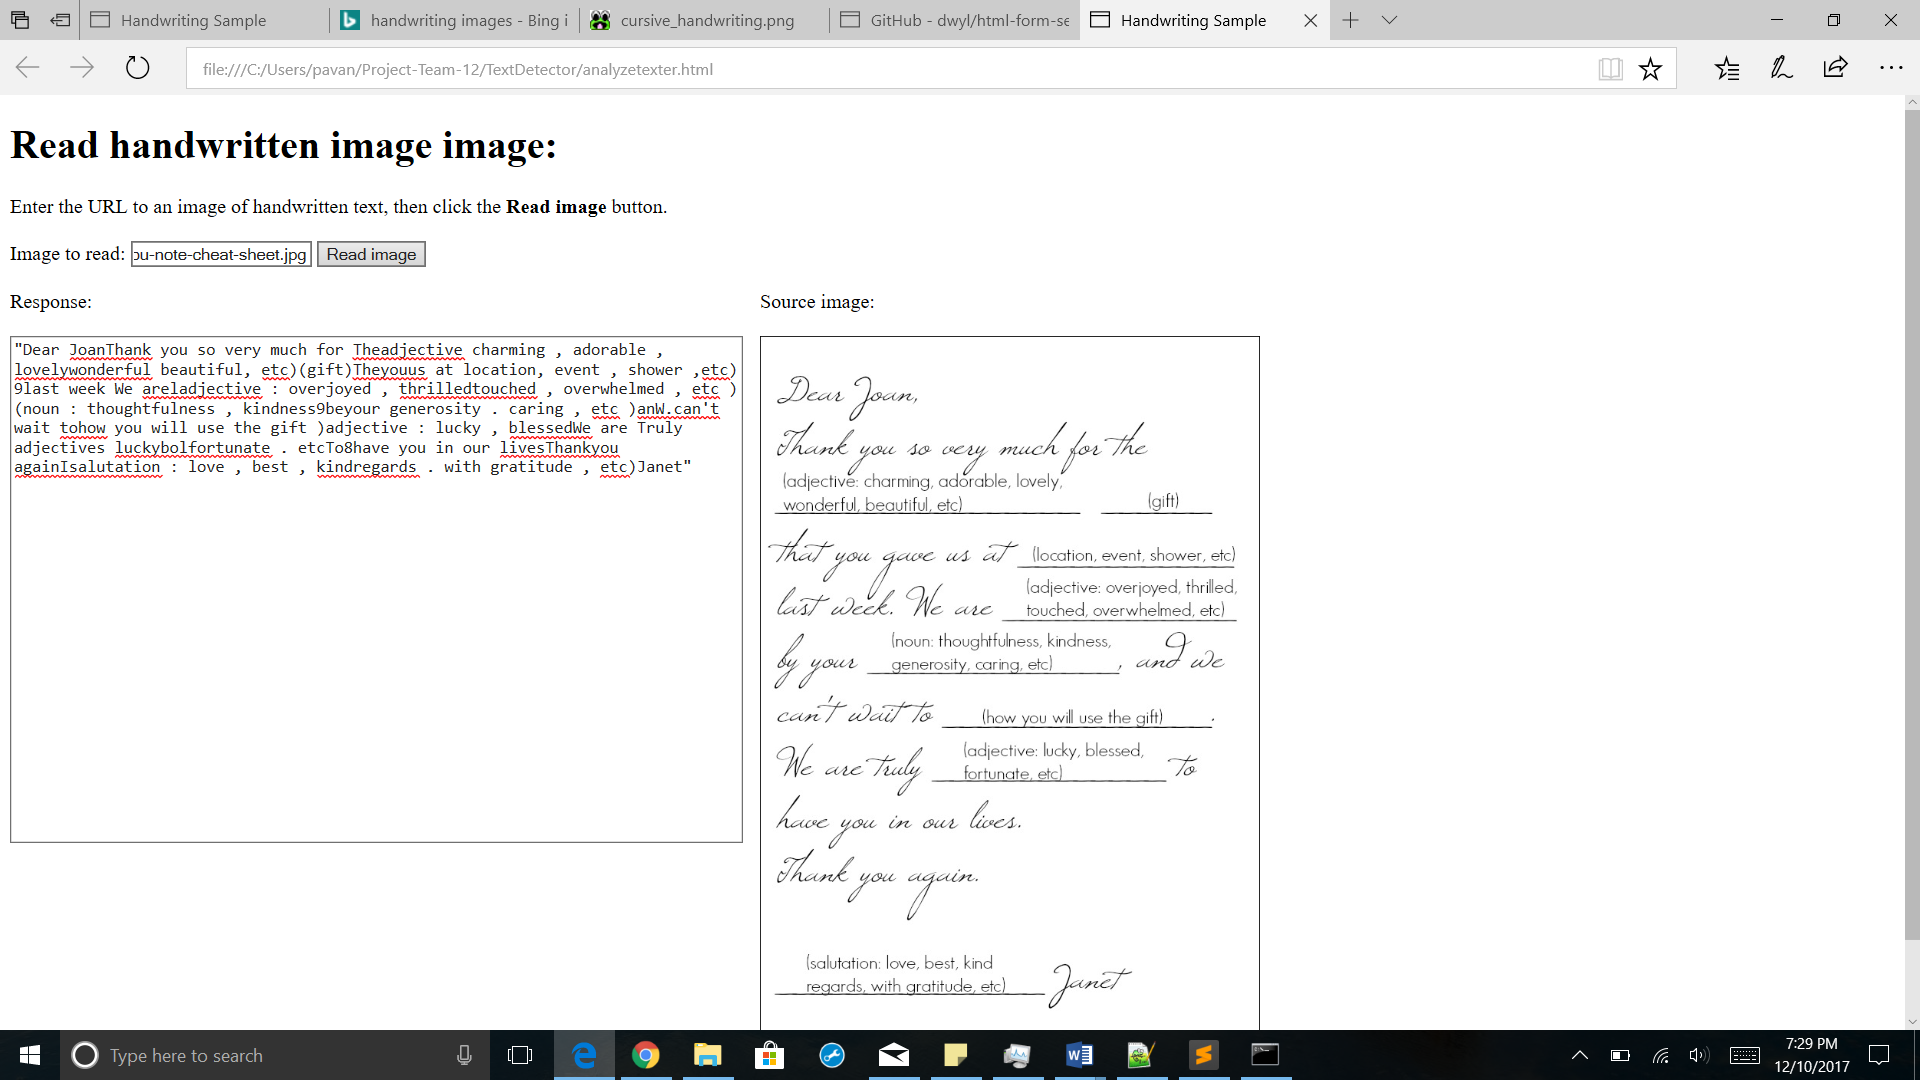 Handwriting Sample
handwriting images - Bing i
cursive_handwriting.png
GitHub - dwyl/html-form-se
Handwriting Sample
file:///C:/Users/pavan/Project-Team-12/TextDetector/analyzetexter.html
Read handwritten image image:
Enter the URL to an image of handwritten text, then click the Read image button.
Image to read: ou-note-cheat-sheet.jpg Read image
Response:
"Dear JoanThank you so very much for Theadjective charming , adorable ,
lovelywonderful beautiful, etc)(gift)Theyouus at location, event , shower ,etc)
9last week We areladjective : overjoyed , thrilledtouched , overwhelmed , etc )
(noun : thoughtfulness , kindness9beyour generosity . caring , etc )anW.can't
wait tohow you will use the gift )adjective : lucky , blessedWe are Truly
adjectives luckybolfortunate . etcTo8have you in our livesThankyou
againIsalutation : love , best , kindregards . with gratitude , etc)Janet"
Source image:
Dear Joan,
Thank you so very much for the
(adjective: charming, adorable, lovely,
wonderful, beautiful, etc) (gift)
that you gave us at (location, event, shower, etc)
(adjective: overjoyed, thrilled,
last week. We are touched, overwhelmed, etc)
(noun: thoughtfulness, kindness,
by your generosity, caring, etc) , and we
can't wait to (how you will use the gift) .
(adjective: lucky, blessed,
We are truly fortunate, etc) to
have you in our lives.
Thank you again.
(salutation: love, best, kind
regards, with gratitude, etc) Janet
Type here to search
7:29 PM
12/10/2017